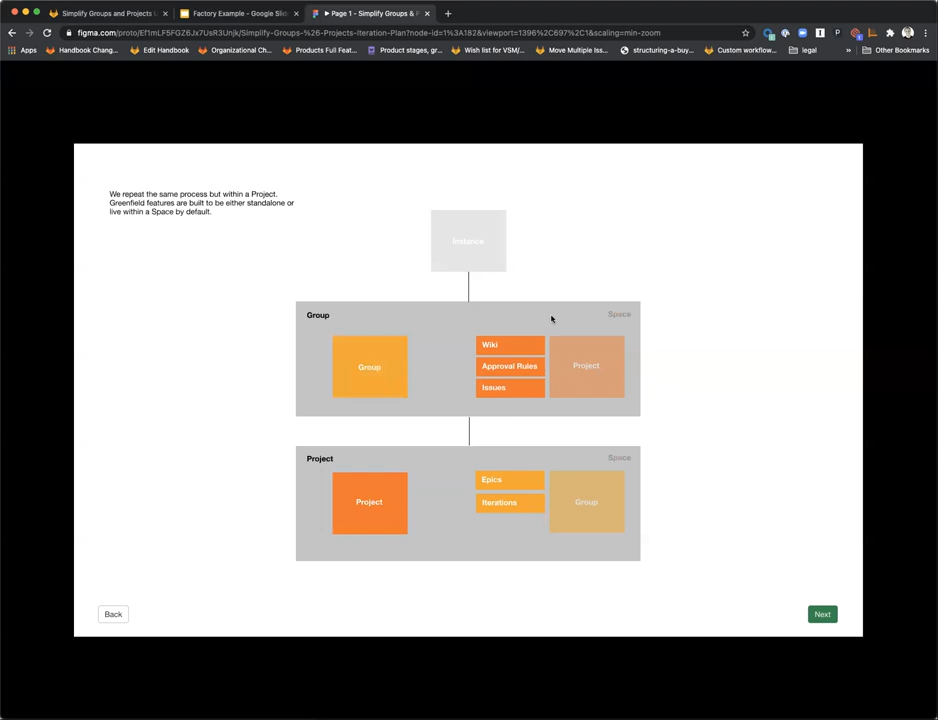 Simplify Groups and Projects L
Factory Example - Google Slid
Page 1 - Simplify Groups & P
figma.com/proto/Ef1mLF5FGZ6Jx7UsR3Unjk/Simplify-Groups-%26-Projects-Iteration-Plan?node-id=1%3A182&viewport=1396%2C697%2C1&scaling=min-zoom
Apps
Handbook Chang...
Edit Handbook
Organizational Ch...
Products Full Feat...
Product stages, gr...
Wish list for VSM/...
Move Multiple Iss...
structuring-a-buy...
Custom workflow...
legal
»
Other Bookmarks
We repeat the same process but within a Project.
Greenfield features are built to be either standalone or
live within a Space by default.
Instance
Group
Space
Group
Wiki
Approval Rules
Issues
Project
Project
Space
Project
Epics
Iterations
Group
Back
Next